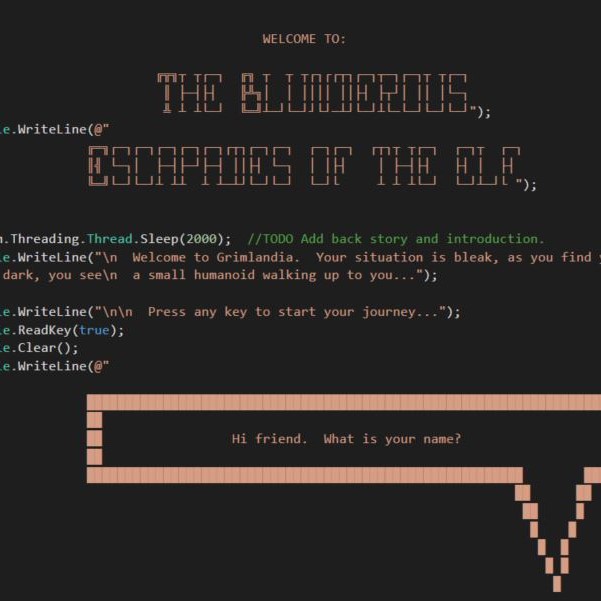 WELCOME TO:
THE BLUNDEROUS
");
e.WriteLine(@"
ESCAPADES OF THE ELF
");
.Threading.Thread.Sleep(2000);  //TODO Add back story and introduction.
e.WriteLine("\n  Welcome to Grimlandia.  Your situation is bleak, as you find
dark, you see\n  a small humanoid walking up to you...");
e.WriteLine("\n\n  Press any key to start your journey...");
e.ReadKey(true);
e.Clear();
e.WriteLine(@"
Hi friend.  What is your name?